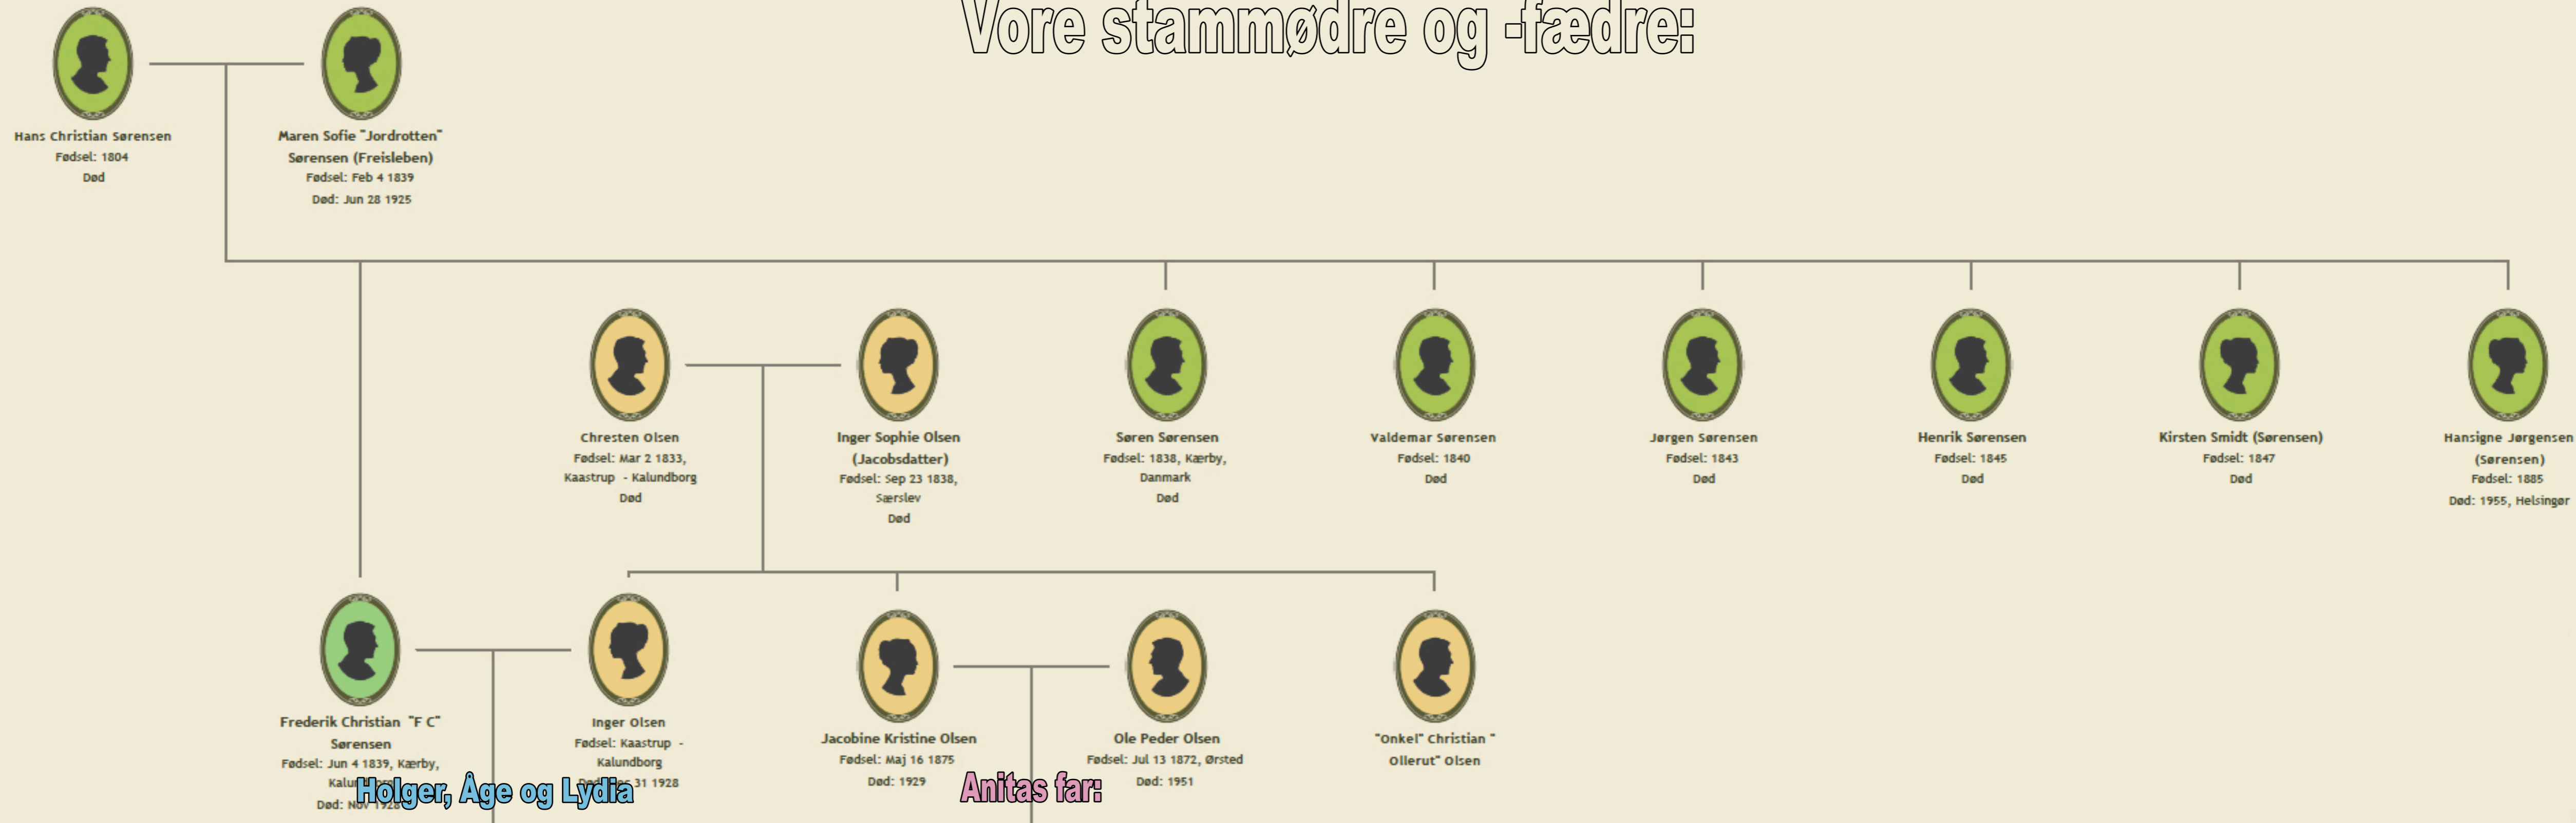 Vore stammødre og -fædre:
Hans Christian Sørensen
Fødsel: 1804
Død
Maren Sofie "Jordrotten"
Sørensen (Freisleben)
Fødsel: Feb 4 1839
Død: Jun 28 1925
Chresten Olsen
Fødsel: Mar 2 1833,
Kaastrup - Kalundborg
Død
Inger Sophie Olsen
(Jacobsdatter)
Fødsel: Sep 23 1838,
Særslev
Død
Søren Sørensen
Fødsel: 1838, Kærby,
Danmark
Død
Valdemar Sørensen
Fødsel: 1840
Død
Jørgen Sørensen
Fødsel: 1843
Død
Henrik Sørensen
Fødsel: 1845
Død
Kirsten Smidt (Sørensen)
Fødsel: 1847
Død
Hansigne Jørgensen
(Sørensen)
Fødsel: 1885
Død: 1955, Helsingør
Frederik Christian "F C"
Sørensen
Fødsel: Jun 4 1839, Kærby,
Død: Nov 1928
Inger Olsen
Fødsel: Kaastrup -
Kalundborg
31 1928
Jacobine Kristine Olsen
Fødsel: Maj 16 1875
Død: 1929
Ole Peder Olsen
Fødsel: Jul 13 1872, Ørsted
Død: 1951
"Onkel" Christian "
Ollerut" Olsen
Holger, Åge og Lydia
Anitas far: